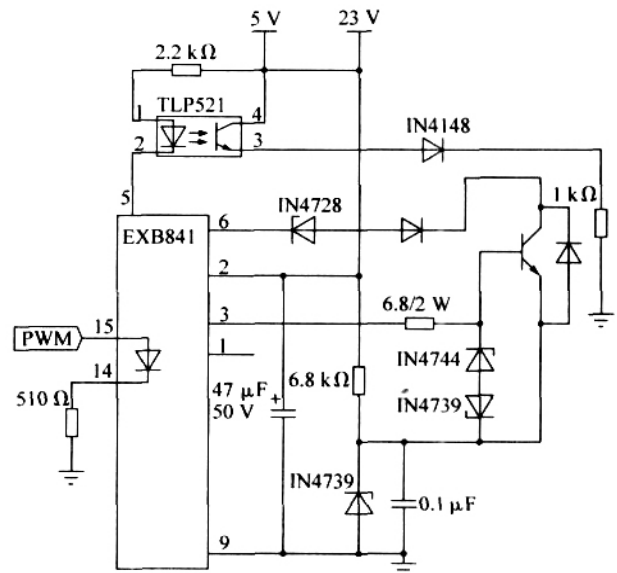 5 V 23 V
2.2 kΩ
TLP521
1 4
2 3
IN4148
5
EXB841
6 IN4728 1 kΩ
2
3 6.8/2 W
PWM 15
1
14
IN4744
510 Ω
47 μF + 6.8 kΩ
50 V
IN4739
IN4739
0.1 μF
9